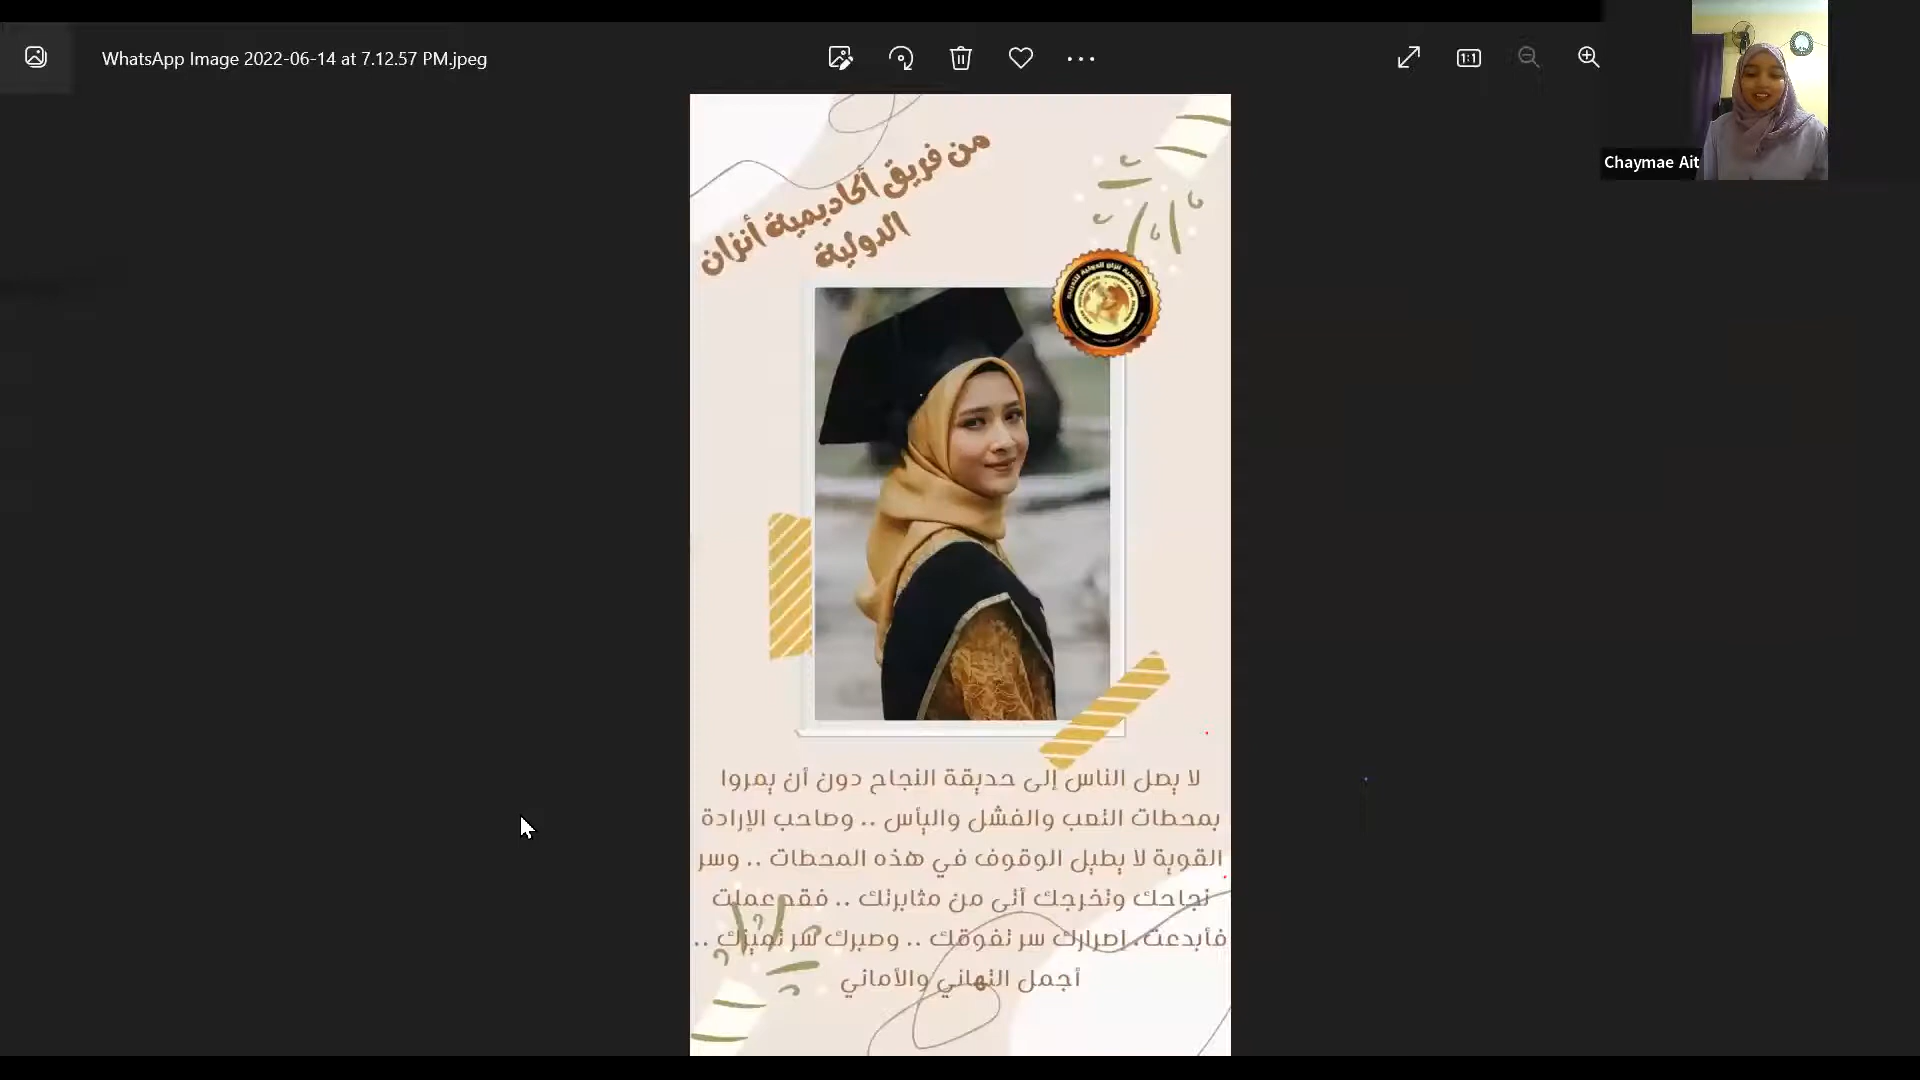 WhatsApp Image 2022-06-14 at 7.12.57 PM.jpeg
1:1
Chaymae Ait
من فريق أكاديمية أنزان
الدولية
لا يصل الناس إلى حديقة النجاح دون أن يمروا
بمحطات التعب والفشل واليأس .. وصاحب الإرادة
القوية لا يطيل الوقوف في هذه المحطات .. وسر
نجاحك وتخرجك أتى من مثابرتك .. فقد عملت
فأبدعت، إصرارك سر تفوقك .. وصبرك سر تميزك ..
أجمل التهاني والأماني